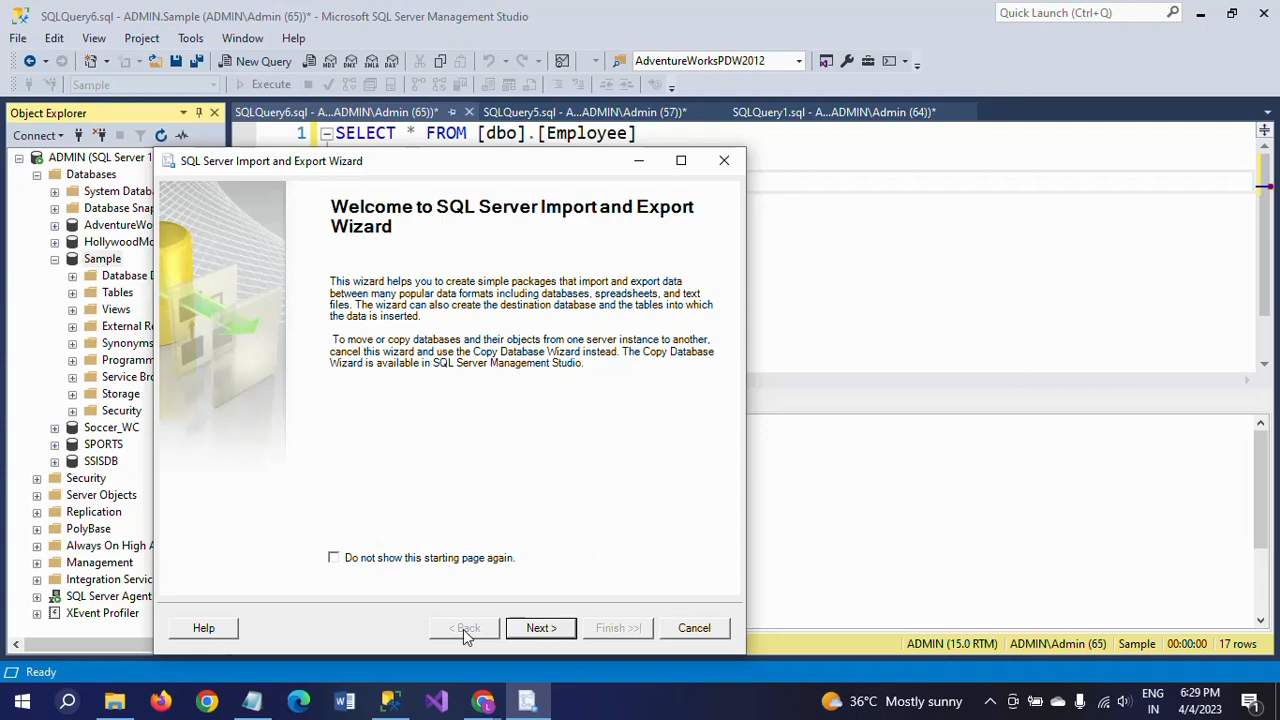 SQLQuery6.sql - ADMIN.Sample (ADMIN\Admin (65))* - Microsoft SQL Server Management Studio
Quick Launch (Ctrl+Q)
File Edit View Project Tools Window Help
New Query
MDX DMX XMLA DAX
AdventureWorksPDW2012
Sample
Execute
Object Explorer
SQLQuery6.sql - A...ADMIN\Admin (65))*
SQLQuery5.sql - A...ADMIN\Admin (57))*
SQLQuery1.sql - A...ADMIN\Admin (64))*
Connect
1 SELECT * FROM [dbo].[Employee]
ADMIN (SQL Server 1
Databases
System Datab
Database Snap
AdventureWo
HollywoodMo
Sample
Database D
Tables
Views
External Re
Synonyms
Programm
Service Bro
Storage
Security
Soccer_WC
SPORTS
SSISDB
Security
Server Objects
Replication
PolyBase
Always On High A
Management
Integration Servic
SQL Server Agent
XEvent Profiler
SQL Server Import and Export Wizard
Welcome to SQL Server Import and Export
Wizard
This wizard helps you to create simple packages that import and export data
between many popular data formats including databases, spreadsheets, and text
files. The wizard can also create the destination database and the tables into which
the data is inserted.
To move or copy databases and their objects from one server instance to another,
cancel this wizard and use the Copy Database Wizard instead. The Copy Database
Wizard is available in SQL Server Management Studio.
Do not show this starting page again.
Help
< Back
Next >
Finish >>|
Cancel
ADMIN (15.0 RTM) ADMIN\Admin (65) Sample 00:00:00 17 rows
Ready
36°C Mostly sunny
ENG
IN
6:29 PM
4/4/2023
1